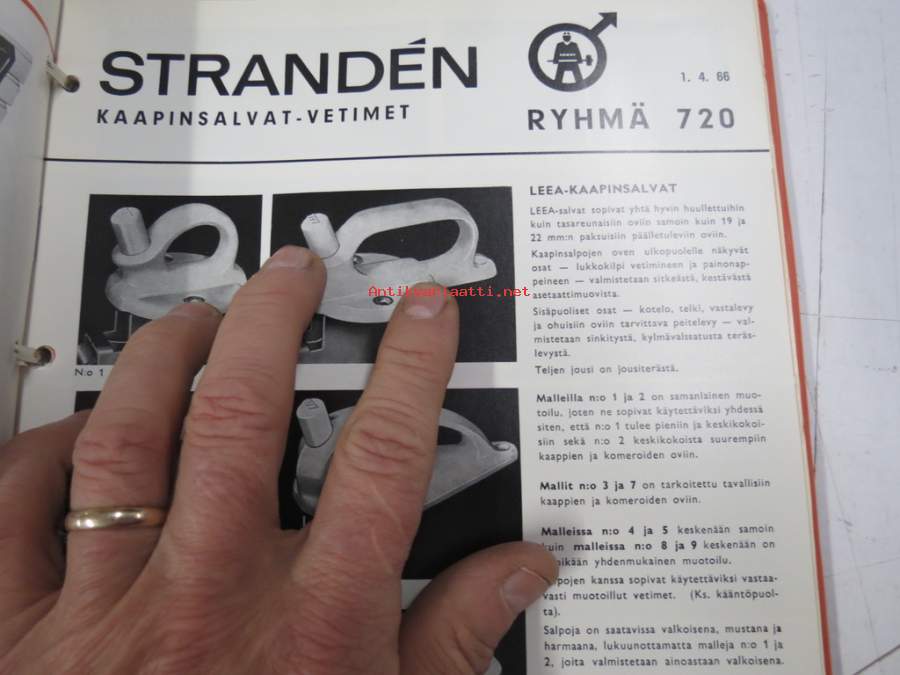 STRANDÉN
KAAPINSALVAT-VETIMET
1. 4. 66
RYHMÄ 720
N:o 1
Antiksantaatti.net
LEEA-KAAPINSALVAT
LEEA-salvat sopivat yhtä hyvin huullettuihin
kuin tasareunaisiin oviin samoin kuin 19 ja
22 mm:n paksuisiin päälletuleviin oviin.
Kaapinsalpojen oven ulkopuolelle näkyvät
osat — lukkokilpi vetimineen ja painonap-
peineen — valmistetaan sitkeästä, kestävästä
asetaattimuovista.
Sisäpuoliset osat — kotelo, telki, vastalevy
ja ohuisiin oviin tarvittava peitelevy — val-
mistetaan sinkitystä, kylmävalssatusta teräs-
levystä.
Teljen jousi on jousiterästä.
Malleilla n:o 1 ja 2 on samanlainen muo-
toilu, joten ne sopivat käytettäviksi yhdessä
siten, että n:o 1 tulee pieniin ja keskikokoi-
siin sekä n:o 2 keskikokoista suurempiin
kaappien ja komeroiden oviin.
Mallit n:o 3 ja 7 on tarkoitettu tavallisiin
kaappien ja komeroiden oviin.
Malleissa n:o 4 ja 5 keskenään samoin
kuin malleissa n:o 8 ja 9 keskenään on
pikään yhdenmukainen muotoilu.
pojen kanssa sopivat käytettäviksi vastaa-
vasti muotoillut vetimet. (Ks. kääntöpuol-
ta).
Salpoja on saatavissa valkoisena, mustana ja
harmaana, lukuunottamatta malleja n:o 1 ja
2, joita valmistetaan ainoastaan valkoisena.